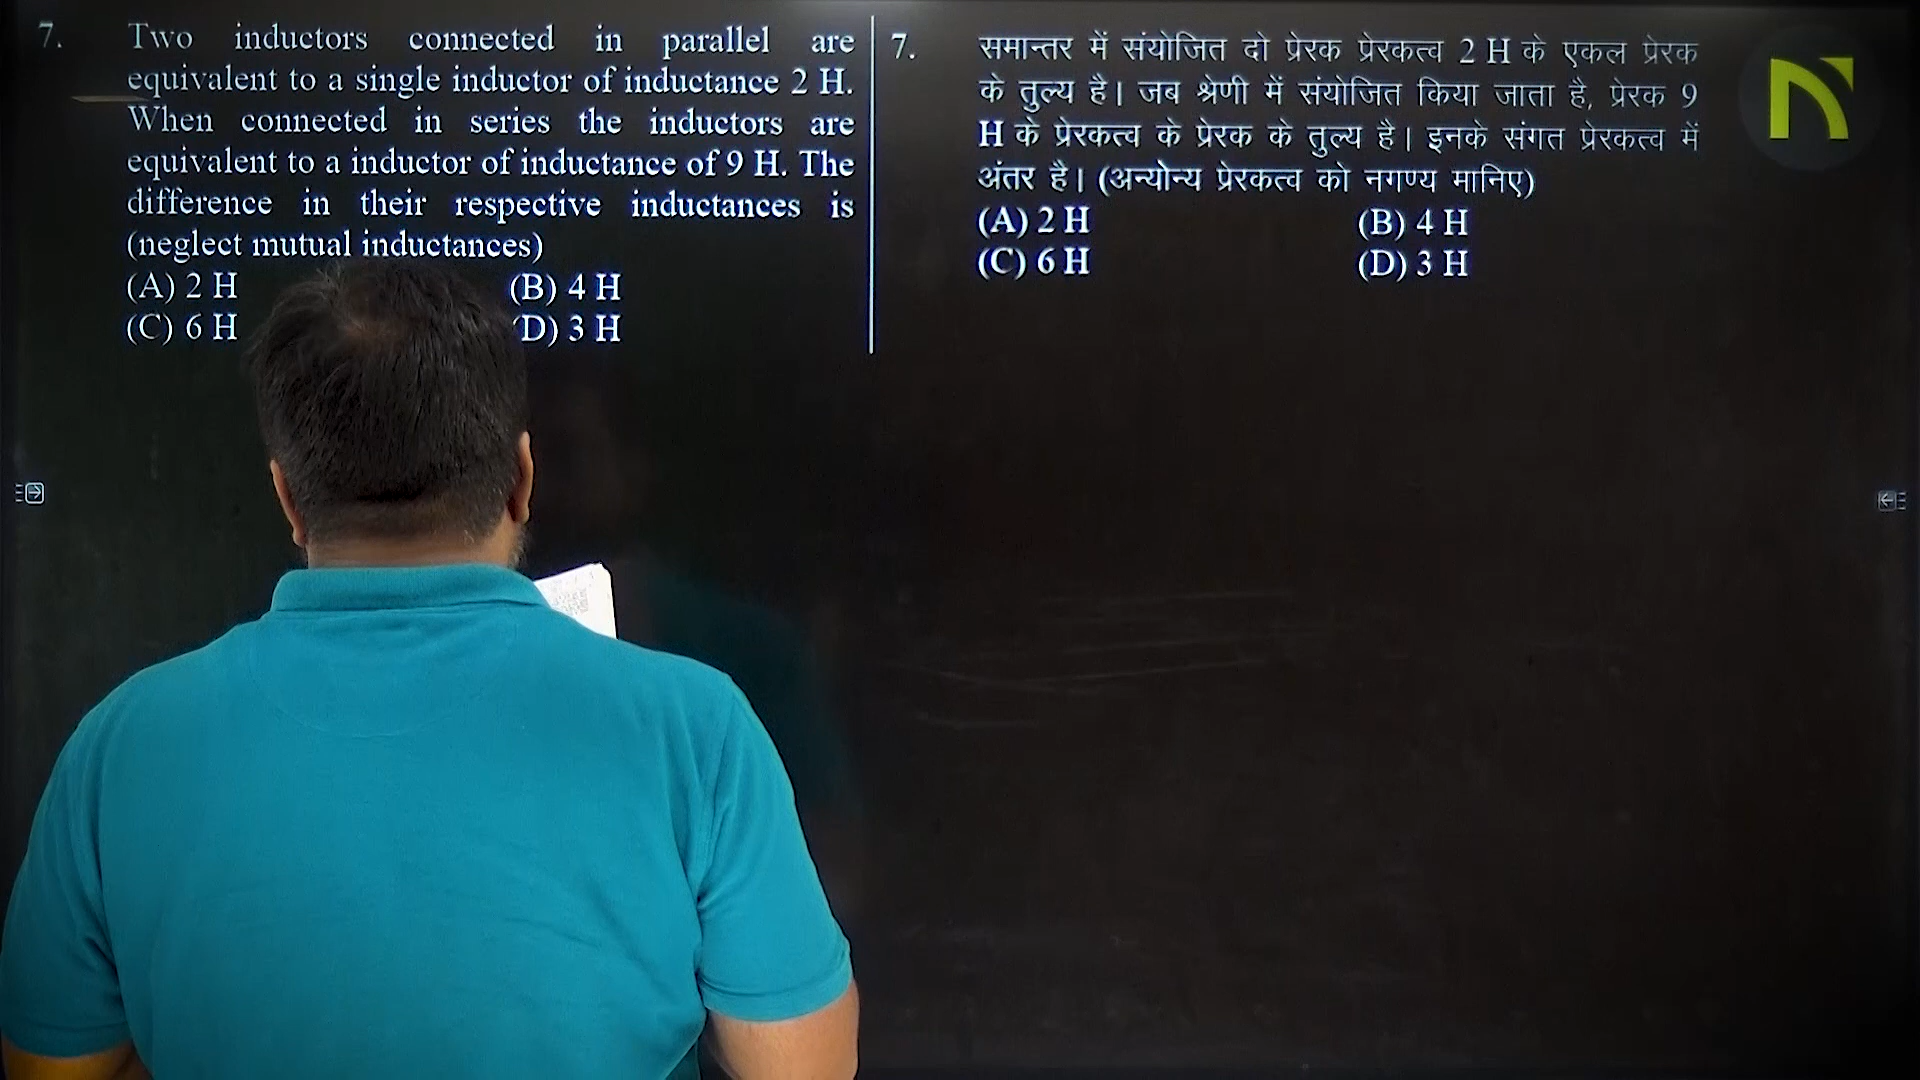 7. Two inductors connected in parallel are
equivalent to a single inductor of inductance 2 H.
When connected in series the inductors are
equivalent to a inductor of inductance of 9 H. The
difference in their respective inductances is
(neglect mutual inductances)
(A) 2 H (B) 4 H
(C) 6 H (D) 3 H
7. समान्तर में संयोजित दो प्रेरक प्रेरकत्व 2 H के एकल प्रेरक
के तुल्य है। जब श्रेणी में संयोजित किया जाता है, प्रेरक 9
H के प्रेरकत्व के प्रेरक के तुल्य है। इनके संगत प्रेरकत्व में
अंतर है। (अन्योन्य प्रेरकत्व को नगण्य मानिए)
(A) 2 H (B) 4 H
(C) 6 H (D) 3 H